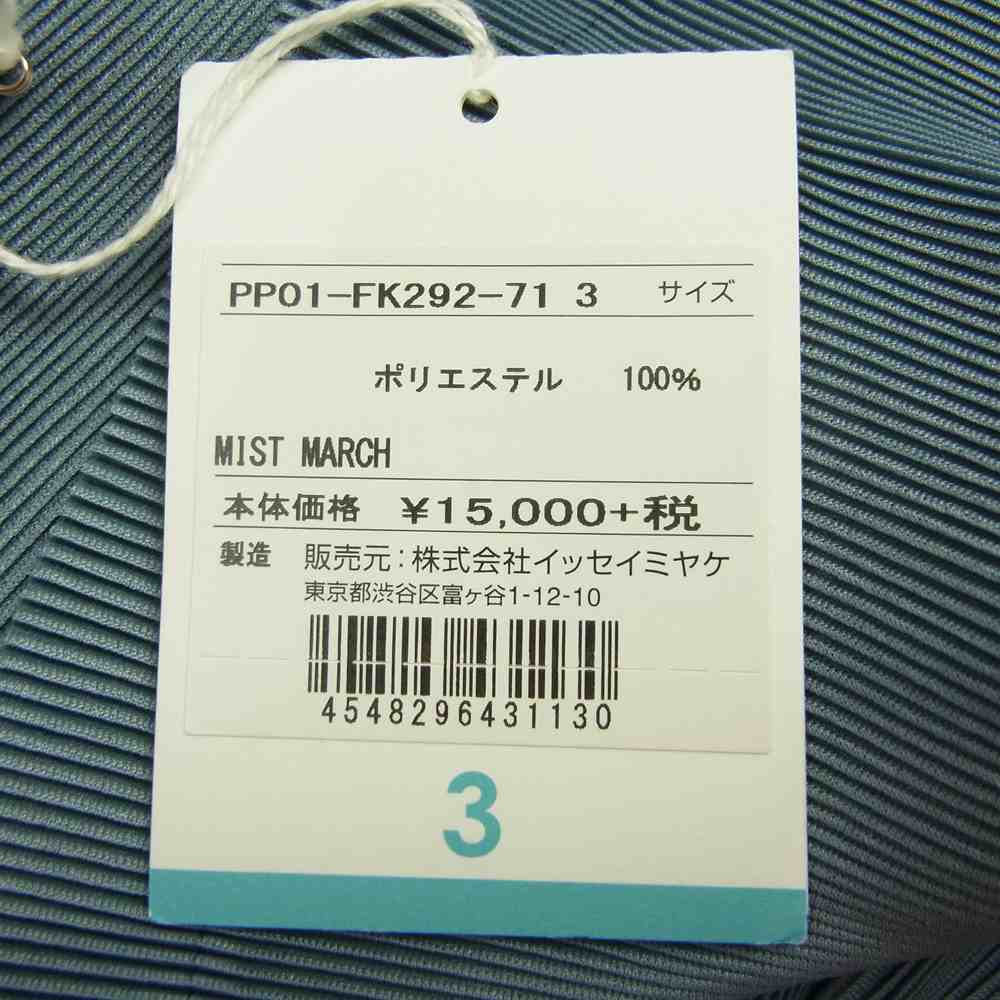 PP01-FK292-71 3 サイズ
ポリエステル 100%
MIST MARCH
本体価格 ¥15,000+税
製造 販売元:株式会社イッセイミヤケ
東京都渋谷区富ヶ谷1-12-10
4548296431130
3